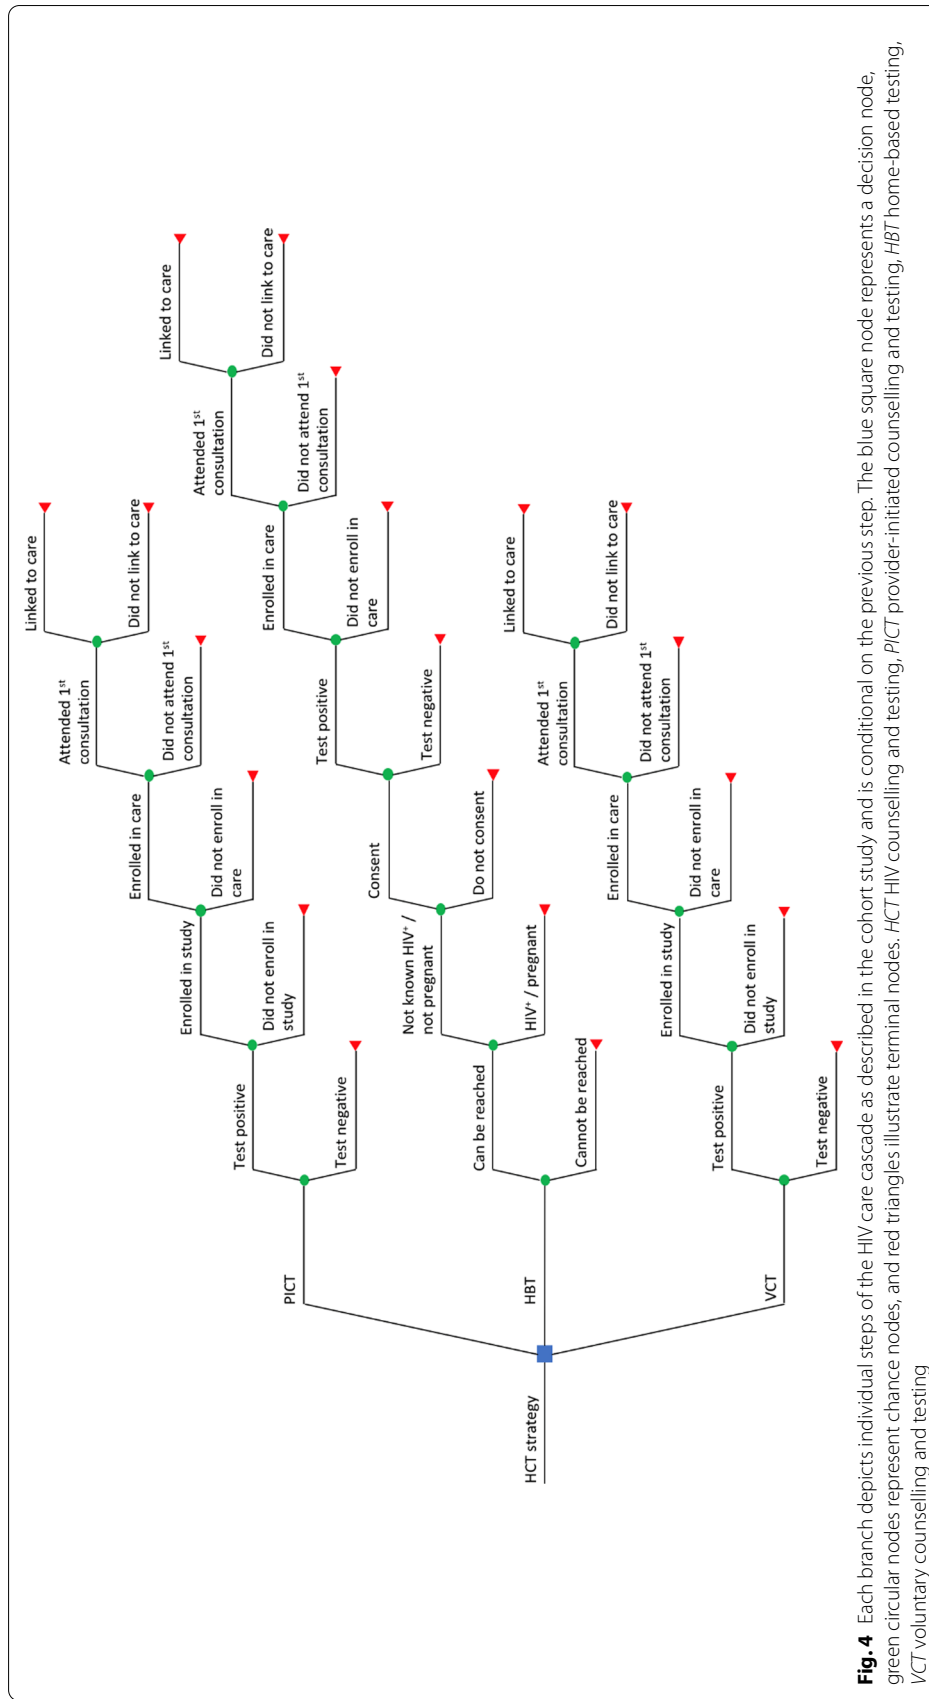 HCT strategy
PICT
Test positive
Enrolled in study
Enrolled in care
Attended 1st
consultation
Linked to care
Did not link to care
Did not attend 1st
consultation
Did not enroll in
care
Did not enroll in
study
Test negative
HBT
Can be reached
Not known HIV+ /
not pregnant
Consent
Test positive
Enrolled in care
Attended 1st
consultation
Linked to care
Did not link to care
Did not attend 1st
consultation
Did not enroll in
care
Test negative
Do not consent
HIV+ / pregnant
Cannot be reached
VCT
Test positive
Enrolled in study
Enrolled in care
Attended 1st
consultation
Linked to care
Did not link to care
Did not attend 1st
consultation
Did not enroll in
care
Did not enroll in
study
Test negative
Fig. 4 Each branch depicts individual steps of the HIV care cascade as described in the cohort study and is conditional on the previous step. The blue square node represents a decision node,
green circular nodes represent chance nodes, and red triangles illustrate terminal nodes. HCT HIV counselling and testing, PICT provider-initiated counselling and testing, HBT home-based testing,
VCT voluntary counselling and testing